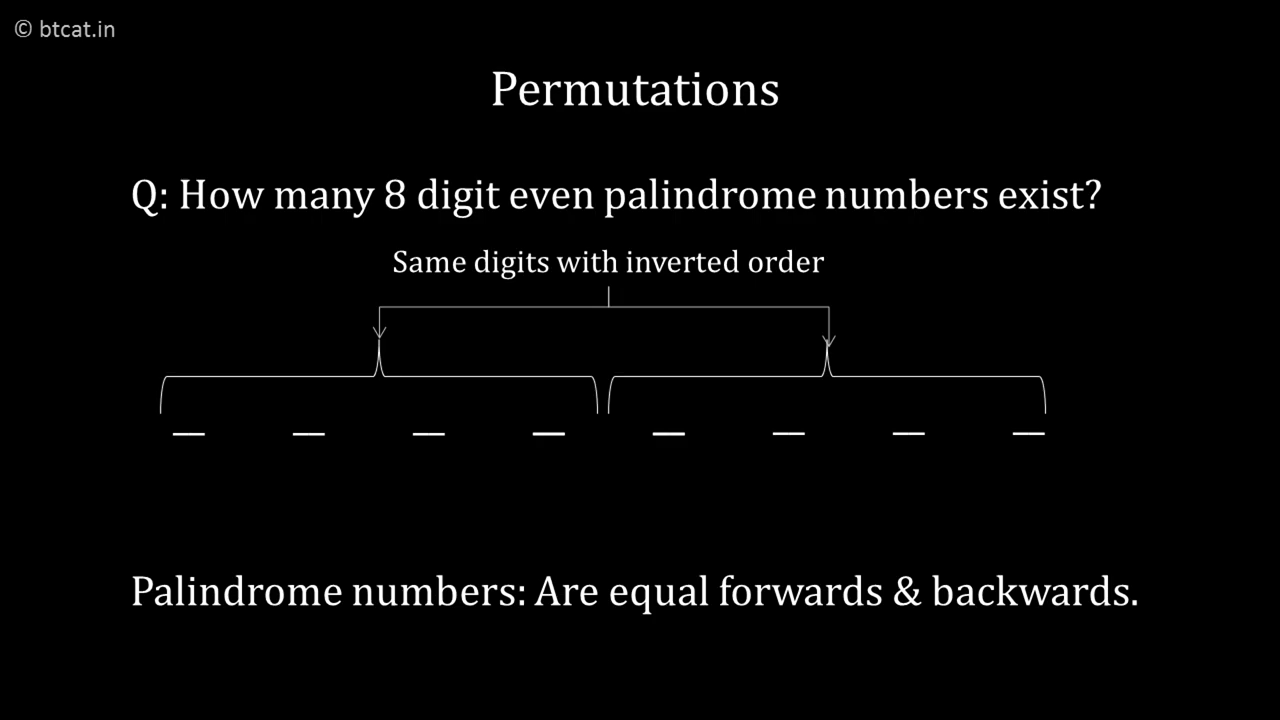 © btcat.in
Permutations
Q: How many 8 digit even palindrome numbers exist?
Same digits with inverted order
Palindrome numbers: Are equal forwards & backwards.